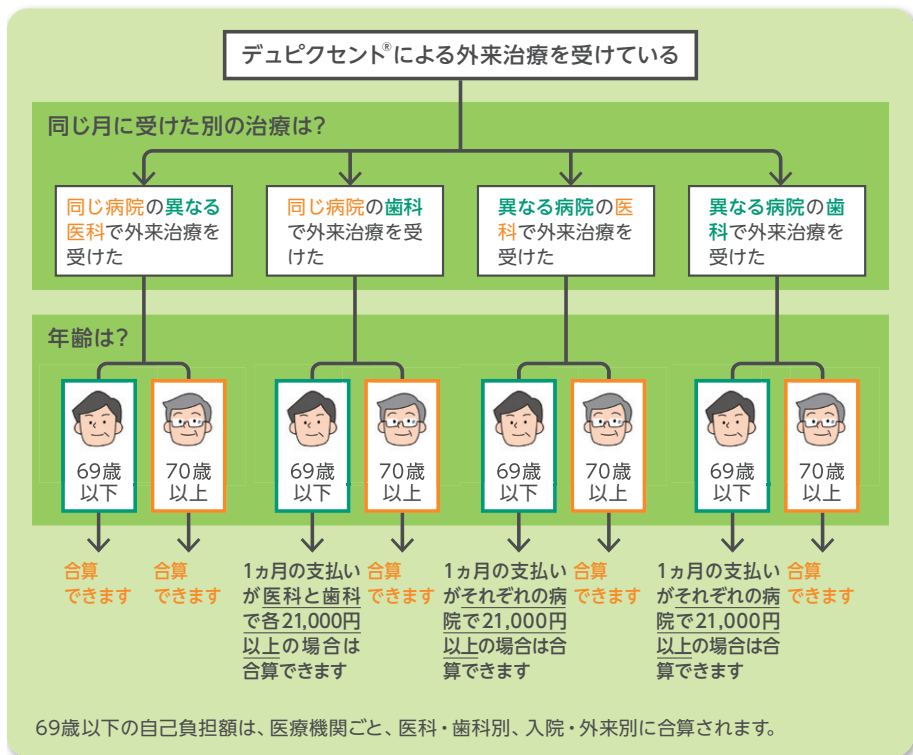 デュピクセント®による外来治療を受けている
同じ月に受けた別の治療は?
同じ病院の異なる
医科で外来治療を
受けた
同じ病院の歯科
で外来治療を受
けた
異なる病院の医
科で外来治療を
受けた
異なる病院の歯
科で外来治療を
受けた
年齢は?
69歳
以下
70歳
以上
69歳
以下
70歳
以上
69歳
以下
70歳
以上
69歳
以下
70歳
以上
合算
できます
合算
できます
1ヵ月の支払い
が医科と歯科
で各21,000円
以上の場合は
合算できます
合算
できます
1ヵ月の支払い
がそれぞれの病
院で21,000円
以上の場合は合
算できます
合算
できます
1ヵ月の支払い
がそれぞれの病
院で21,000円
以上の場合は合
算できます
合算
できます
69歳以下の自己負担額は、医療機関ごと、医科・歯科別、入院・外来別に合算されます。